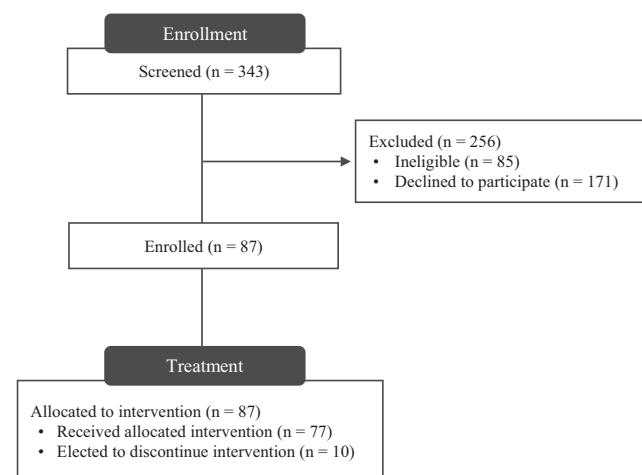 Enrollment
Screened (n = 343)
Excluded (n = 256)
• Ineligible (n = 85)
• Declined to participate (n = 171)
Enrolled (n = 87)
Treatment
Allocated to intervention (n = 87)
• Received allocated intervention (n = 77)
• Elected to discontinue intervention (n = 10)